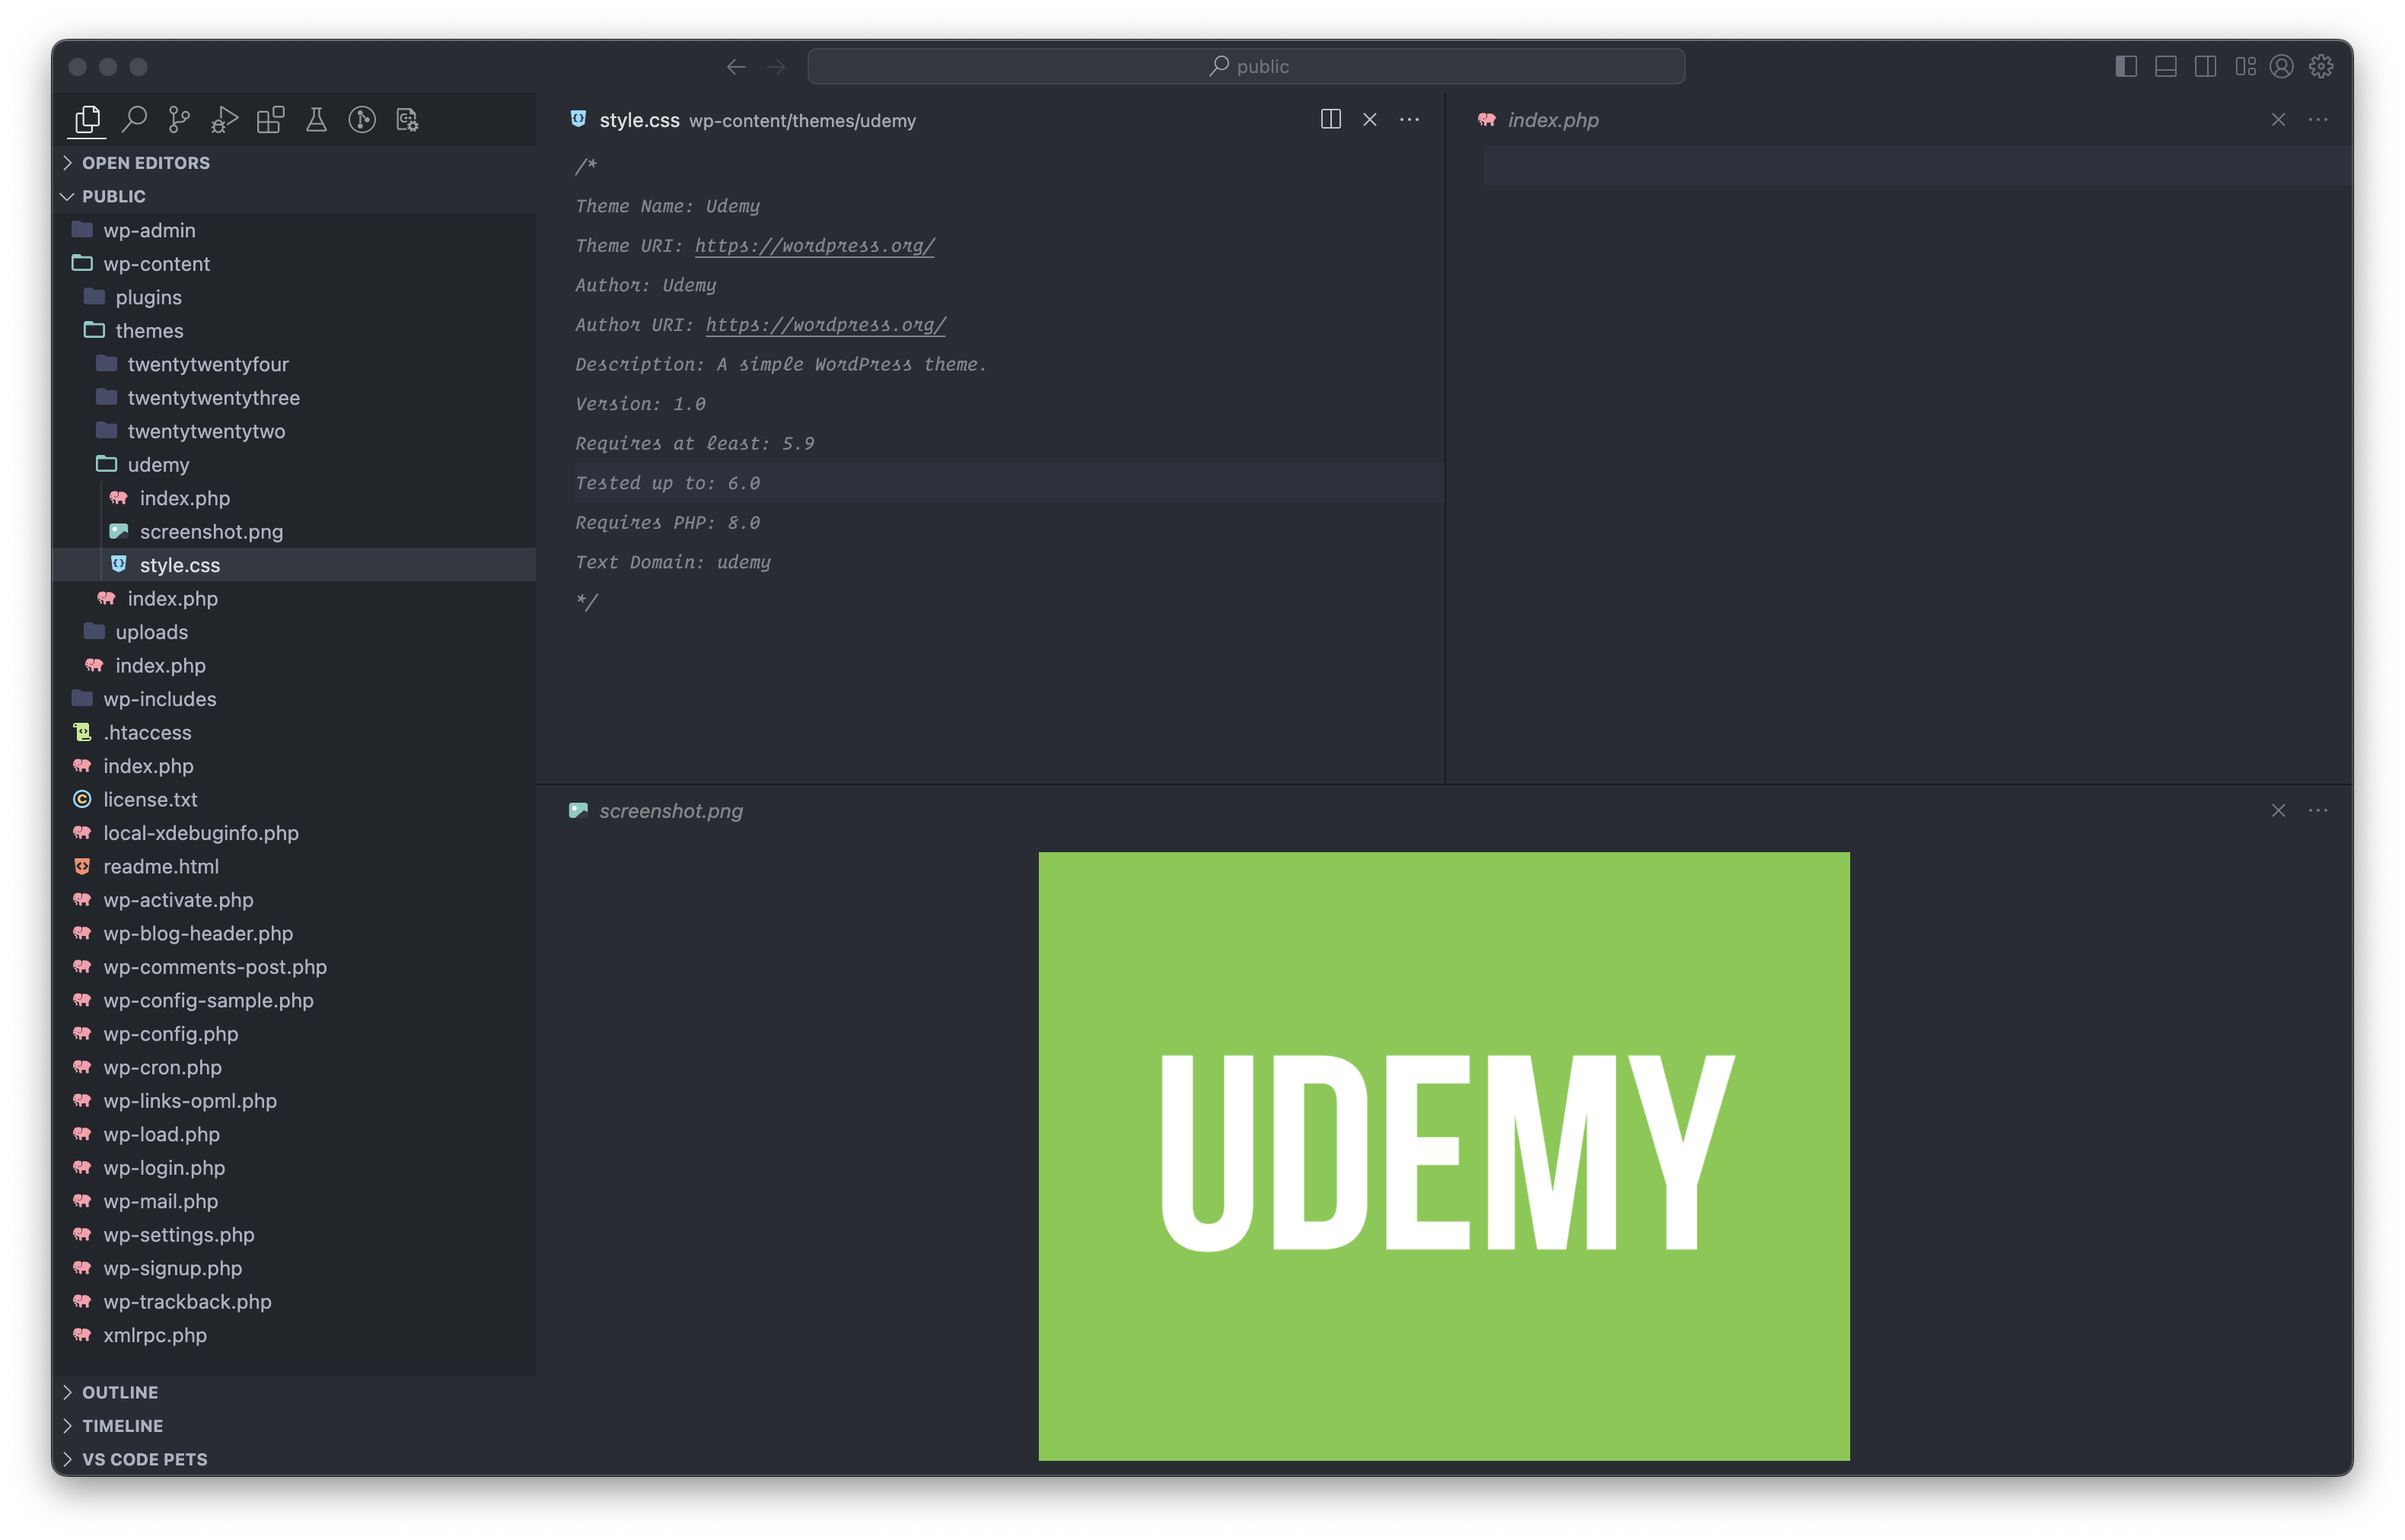 public
OPEN EDITORS
PUBLIC
wp-admin
wp-content
plugins
themes
twentytwentyfour
twentytwentythree
twentytwentytwo
udemy
index.php
screenshot.png
style.css
index.php
uploads
index.php
wp-includes
.htaccess
index.php
license.txt
local-xdebuginfo.php
readme.html
wp-activate.php
wp-blog-header.php
wp-comments-post.php
wp-config-sample.php
wp-config.php
wp-cron.php
wp-links-opml.php
wp-load.php
wp-login.php
wp-mail.php
wp-settings.php
wp-signup.php
wp-trackback.php
xmlrpc.php
OUTLINE
TIMELINE
VS CODE PETS
style.css wp-content/themes/udemy
/*
Theme Name: Udemy
Theme URI: https://wordpress.org/
Author: Udemy
Author URI: https://wordpress.org/
Description: A simple WordPress theme.
Version: 1.0
Requires at least: 5.9
Tested up to: 6.0
Requires PHP: 8.0
Text Domain: udemy
*/
index.php
screenshot.png
UDEMY